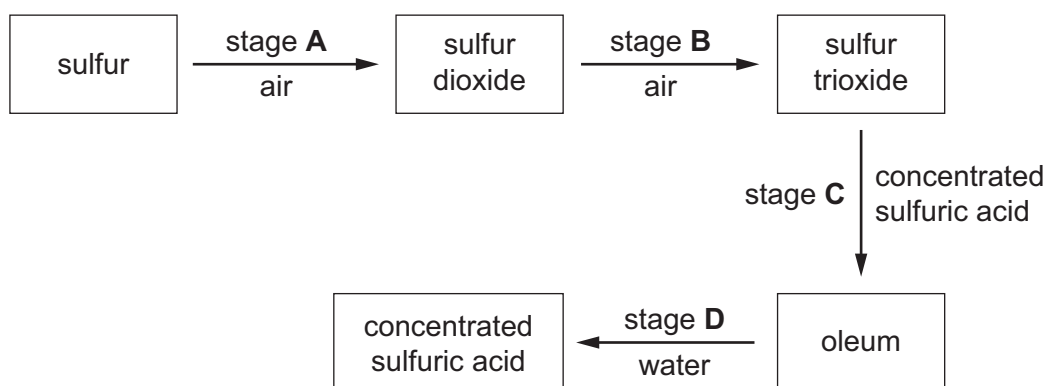 sulfur
stage A
air
sulfur
dioxide
stage B
air
sulfur
trioxide
stage C
concentrated
sulfuric acid
oleum
stage D
water
concentrated
sulfuric acid